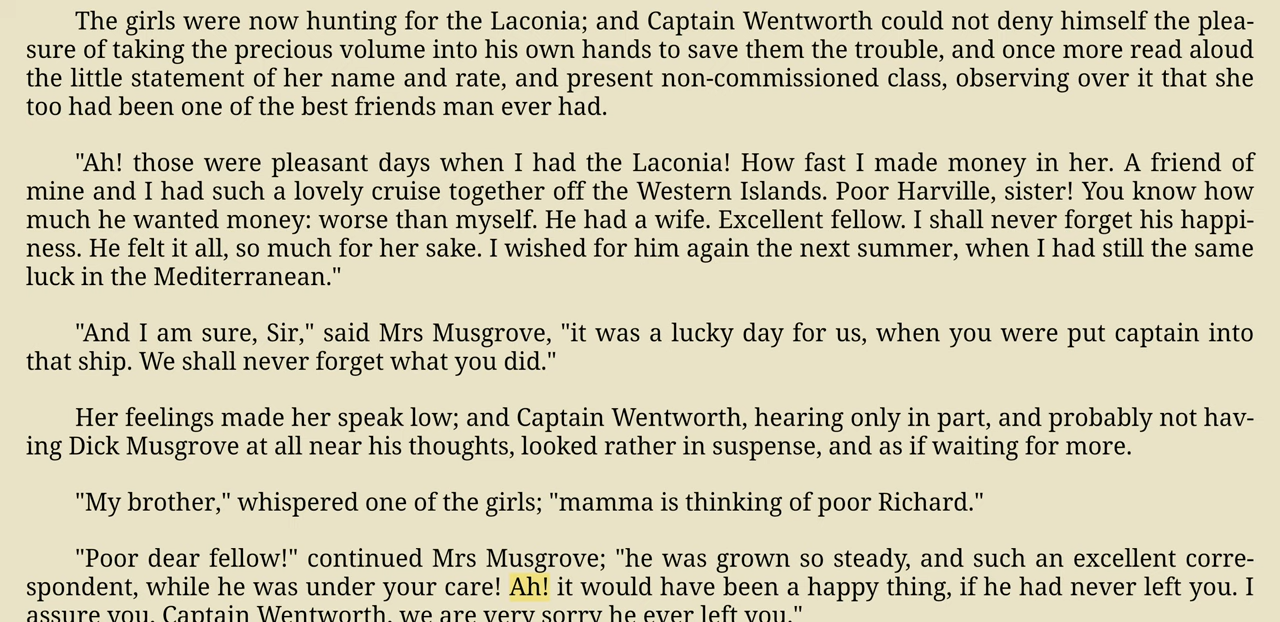 The girls were now hunting for the Laconia; and Captain Wentworth could not deny himself the plea-
sure of taking the precious volume into his own hands to save them the trouble, and once more read aloud
the little statement of her name and rate, and present non-commissioned class, observing over it that she
too had been one of the best friends man ever had.
"Ah! those were pleasant days when I had the Laconia! How fast I made money in her. A friend of
mine and I had such a lovely cruise together off the Western Islands. Poor Harville, sister! You know how
much he wanted money: worse than myself. He had a wife. Excellent fellow. I shall never forget his happi-
ness. He felt it all, so much for her sake. I wished for him again the next summer, when I had still the same
luck in the Mediterranean."
"And I am sure, Sir," said Mrs Musgrove, "it was a lucky day for us, when you were put captain into
that ship. We shall never forget what you did."
Her feelings made her speak low; and Captain Wentworth, hearing only in part, and probably not hav-
ing Dick Musgrove at all near his thoughts, looked rather in suspense, and as if waiting for more.
"My brother," whispered one of the girls; "mamma is thinking of poor Richard."
"Poor dear fellow!" continued Mrs Musgrove; "he was grown so steady, and such an excellent corre-
spondent, while he was under your care! Ah! it would have been a happy thing, if he had never left you. I
assure you, Captain Wentworth, we are very sorry he ever left you."